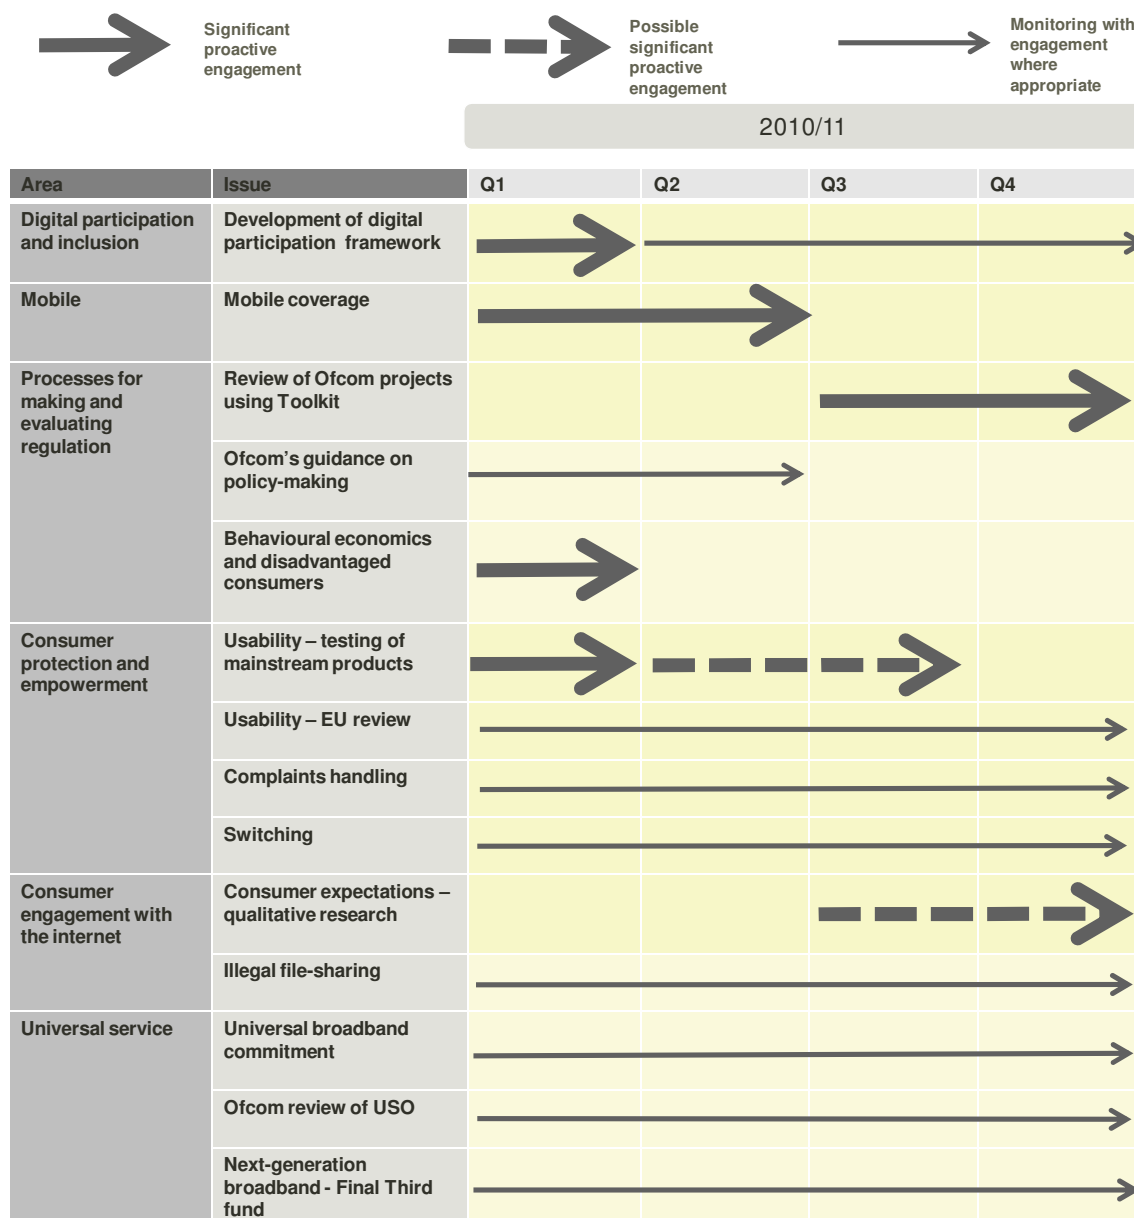 Significant
proactive
engagement
Possible
significant
proactive
engagement
Monitoring with
engagement
where
appropriate
2010/11
Area
Issue
Q1
Q2
Q3
Q4
Digital participation
and inclusion
Development of digital
participation framework
Mobile
Mobile coverage
Processes for
making and
evaluating
regulation
Review of Ofcom projects
using Toolkit
Ofcom's guidance on
policy-making
Behavioural economics
and disadvantaged
consumers
Consumer
protection and
empowerment
Usability – testing of
mainstream products
Usability – EU review
Complaints handling
Switching
Consumer
engagement with
the internet
Consumer expectations –
qualitative research
Illegal file-sharing
Universal service
Universal broadband
commitment
Ofcom review of USO
Next-generation
broadband - Final Third
fund